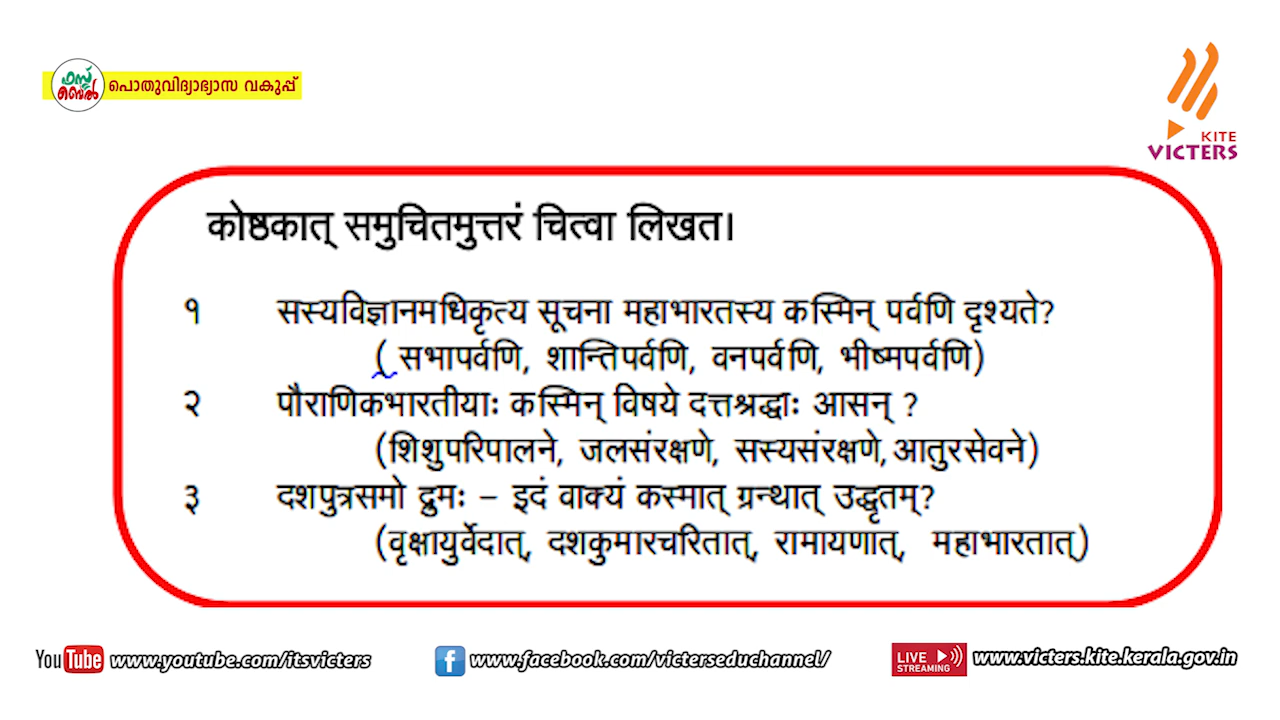 ഫസ്റ്റ് ബെൽ
പൊതുവിദ്യാഭ്യാസ വകുപ്പ്
KITE
VICTERS
कोष्ठकात् समुचितमुत्तरं चित्वा लिखत।
१ सस्यविज्ञानमधिकृत्य सूचना महाभारतस्य कस्मिन् पर्वणि दृश्यते?
( सभापर्वणि, शान्तिपर्वणि, वनपर्वणि, भीष्मपर्वणि)
२ पौराणिकभारतीयाः कस्मिन् विषये दत्तश्रद्धाः आसन् ?
(शिशुपरिपालने, जलसंरक्षणे, सस्यसंरक्षणे, आतुरसेवने)
३ दशपुत्रसमो द्रुमः – इदं वाक्यं कस्मात् ग्रन्थात् उद्धृतम्?
(वृक्षायुर्वेदात्, दशकुमारचरितात्, रामायणात्, महाभारतात्)
YouTube www.youtube.com/itsvicters
f www.facebook.com/victerseduchannel/
LIVE STREAMING www.victers.kite.kerala.gov.in